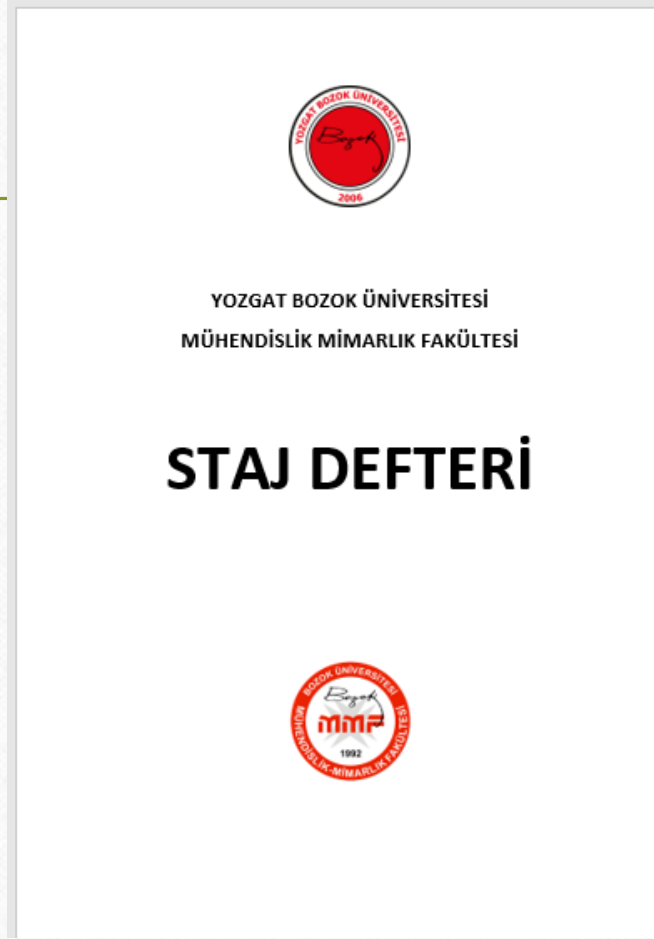 YOZGAT BOZOK ÜNİVERSİTESİ
Bozok
2006
YOZGAT BOZOK ÜNİVERSİTESİ
MÜHENDİSLİK MİMARLIK FAKÜLTESİ
STAJ DEFTERİ
BOZOK ÜNİVERSİTESİ
Bozok
MMF
1992
MÜHENDİSLİK-MİMARLIK FAKÜLTESİ